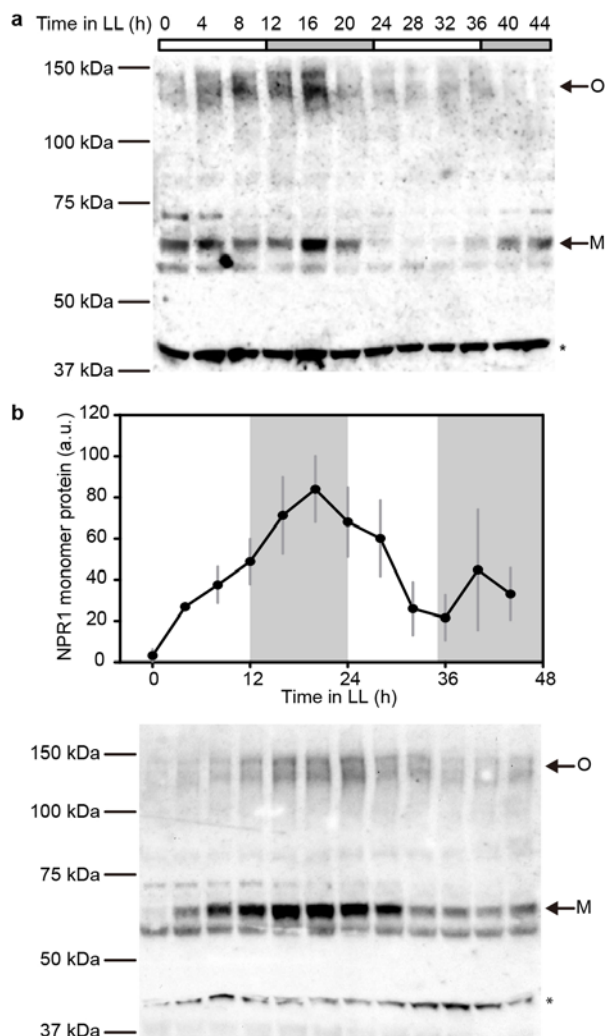 a Time in LL (h) 0 4 8 12 16 20 24 28 32 36 40 44
150 kDa
O
100 kDa
75 kDa
M
50 kDa
*
37 kDa
b
120
100
80
60
40
20
0
NPR1 monomer protein (a.u.)
0 12 24 36 48
Time in LL (h)
150 kDa
O
100 kDa
75 kDa
M
50 kDa
*
37 kDa